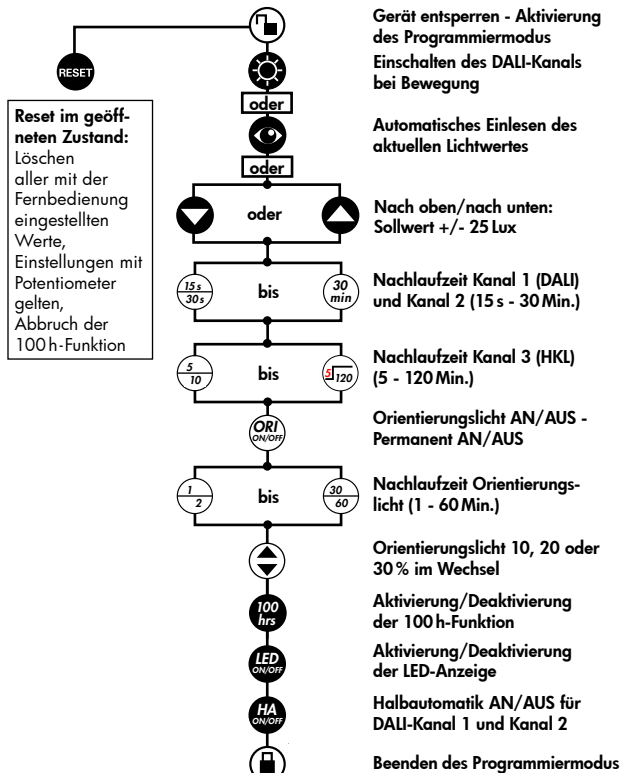 Gerät entsperren - Aktivierung
des Programmiermodus
RESET
Einschalten des DALI-Kanals
bei Bewegung
oder
Reset im geöff-
neten Zustand:
Löschen
aller mit der
Fernbedienung
eingestellten
Werte,
Einstellungen mit
Potentiometer
gelten,
Abbruch der
100 h-Funktion
Automatisches Einlesen des
aktuellen Lichtwertes
oder
oder
Nach oben/nach unten:
Sollwert +/- 25 Lux
15 s
30 s
bis
30
min
Nachlaufzeit Kanal 1 (DALI)
und Kanal 2 (15 s - 30 Min.)
5
10
bis
5
120
Nachlaufzeit Kanal 3 (HKL)
(5 - 120 Min.)
ORI
ON/OFF
Orientierungslicht AN/AUS -
Permanent AN/AUS
1
2
bis
30
60
Nachlaufzeit Orientierungs-
licht (1 - 60 Min.)
Orientierungslicht 10, 20 oder
30 % im Wechsel
100
hrs
Aktivierung/Deaktivierung
der 100 h-Funktion
LED
ON/OFF
Aktivierung/Deaktivierung
der LED-Anzeige
HA
ON/OFF
Halbautomatik AN/AUS für
DALI-Kanal 1 und Kanal 2
Beenden des Programmiermodus